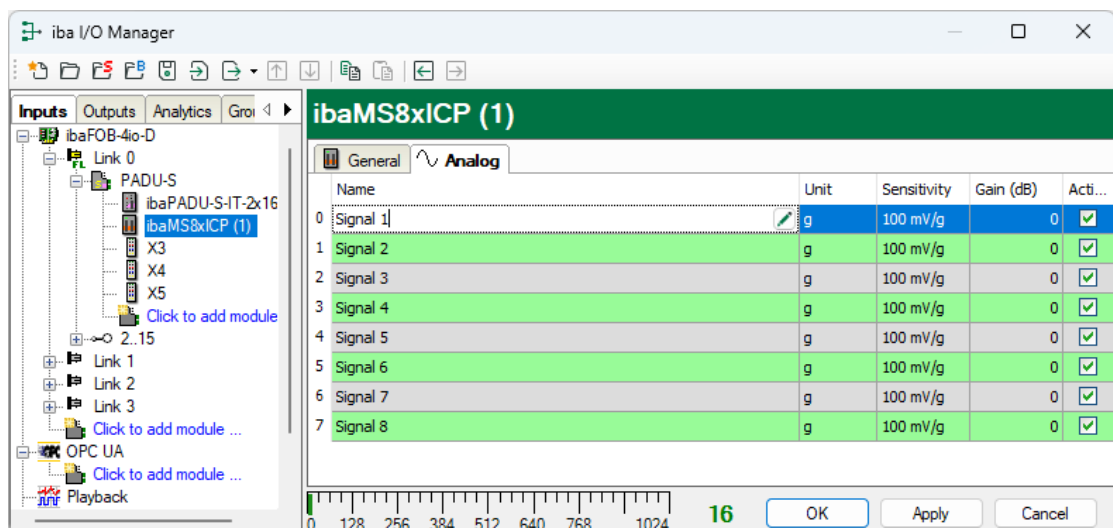 iba I/O Manager
Inputs Outputs Analytics
ibaFOB-4io-D
Link 0
PADU-S
ibaPADU-S-IT-2x16
ibaMS8xICP (1)
X3
X4
X5
Click to add module
2..15
Link 1
Link 2
Link 3
Click to add module ...
OPC UA
Click to add module ...
Playback
ibaMS8xICP (1)
General Analog
Name Unit Sensitivity Gain (dB) Acti...
0 Signal 1 g 100 mV/g 0
1 Signal 2 g 100 mV/g 0
2 Signal 3 g 100 mV/g 0
3 Signal 4 g 100 mV/g 0
4 Signal 5 g 100 mV/g 0
5 Signal 6 g 100 mV/g 0
6 Signal 7 g 100 mV/g 0
7 Signal 8 g 100 mV/g 0
0 128 256 384 512 640 768 1024
16
OK Apply Cancel